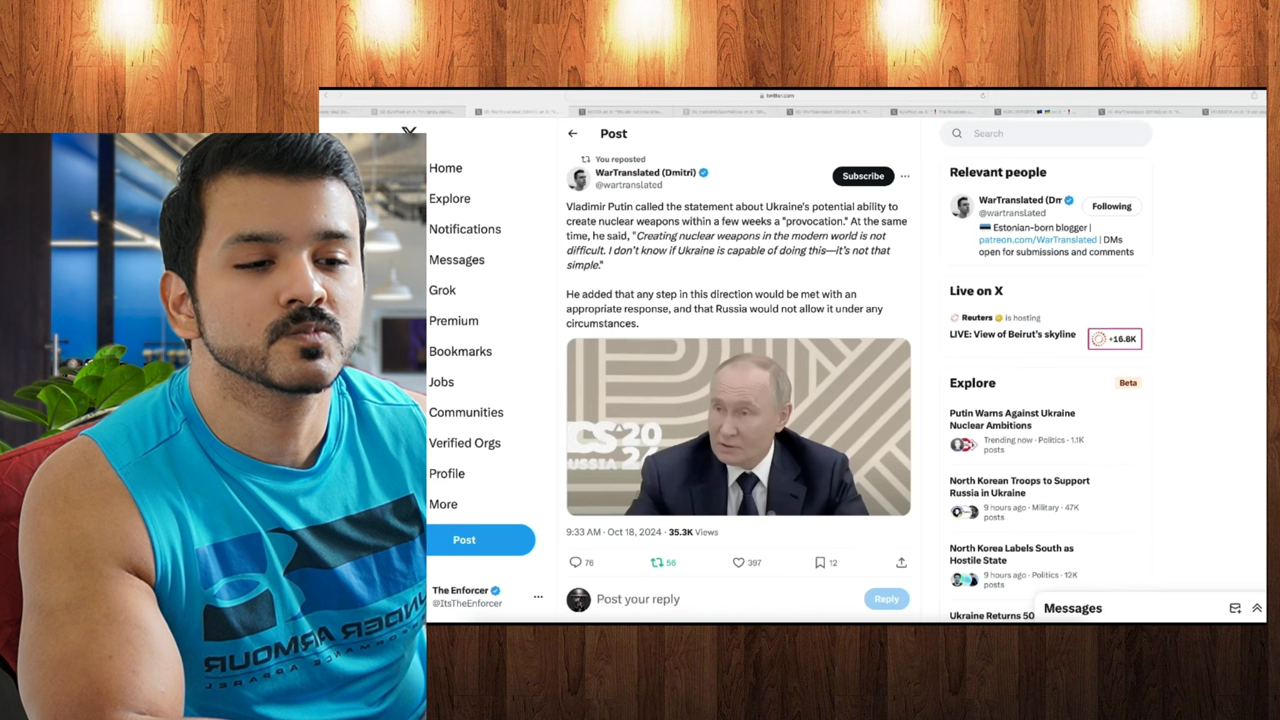 twitter.com
Home
Explore
Notifications
Messages
Grok
Premium
Bookmarks
Jobs
Communities
Verified Orgs
Profile
More
Post
The Enforcer
@ItsTheEnforcer
Post
You reposted
WarTranslated (Dmitri)
@wartranslated
Subscribe
Vladimir Putin called the statement about Ukraine's potential ability to
create nuclear weapons within a few weeks a "provocation." At the same
time, he said, "Creating nuclear weapons in the modern world is not
difficult. I don't know if Ukraine is capable of doing this—it's not that
simple."
He added that any step in this direction would be met with an
appropriate response, and that Russia would not allow it under any
circumstances.
CS 20
USSIA 24
9:33 AM · Oct 18, 2024 · 35.3K Views
76
56
397
12
Post your reply
Reply
Search
Relevant people
WarTranslated (Dmr
@wartranslated
Following
Estonian-born blogger |
patreon.com/WarTranslated | DMs
open for submissions and comments
Live on X
Reuters is hosting
LIVE: View of Beirut's skyline
+16.8K
Explore
Beta
Putin Warns Against Ukraine
Nuclear Ambitions
Trending now · Politics · 1.1K
posts
North Korean Troops to Support
Russia in Ukraine
9 hours ago · Military · 47K
posts
North Korea Labels South as
Hostile State
9 hours ago · Politics · 12K
posts
Ukraine Returns 50
Messages
UNDER ARMOUR
PERFORMANCE APPAREL